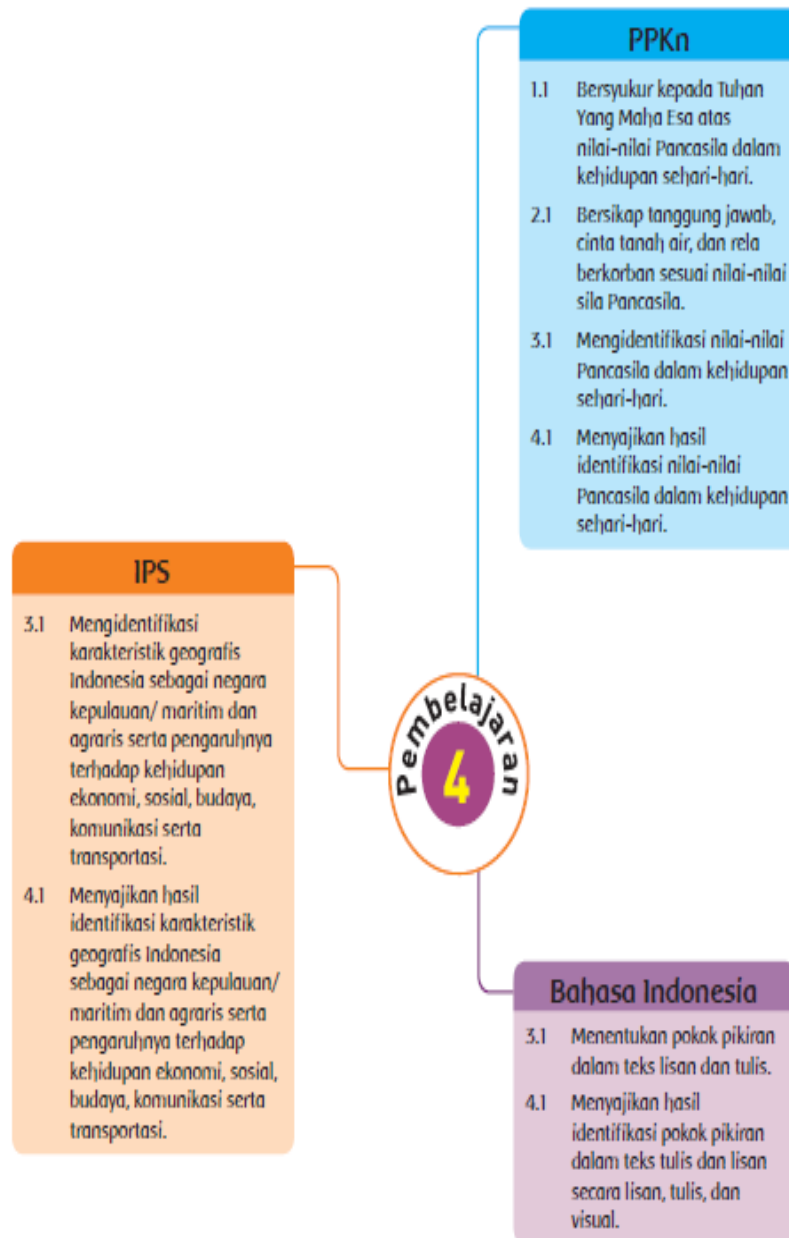 PPKn
1.1 Bersyukur kepada Tuhan
Yang Maha Esa atas
nilai-nilai Pancasila dalam
kehidupan sehari-hari.
2.1 Bersikap tanggung jawab,
cinta tanah air, dan rela
berkorban sesuai nilai-nilai
sila Pancasila.
3.1 Mengidentifikasi nilai-nilai
Pancasila dalam kehidupan
sehari-hari.
4.1 Menyajikan hasil
identifikasi nilai-nilai
Pancasila dalam kehidupan
sehari-hari.
IPS
3.1 Mengidentifikasi
karakteristik geografis
Indonesia sebagai negara
kepulauan/ maritim dan
agraris serta pengaruhnya
terhadap kehidupan
ekonomi, sosial, budaya,
komunikasi serta
transportasi.
4.1 Menyajikan hasil
identifikasi karakteristik
geografis Indonesia
sebagai negara kepulauan/
maritim dan agraris serta
pengaruhnya terhadap
kehidupan ekonomi, sosial,
budaya, komunikasi serta
transportasi.
Pembelajaran
4
Bahasa Indonesia
3.1 Menentukan pokok pikiran
dalam teks lisan dan tulis.
4.1 Menyajikan hasil
identifikasi pokok pikiran
dalam teks tulis dan lisan
secara lisan, tulis, dan
visual.